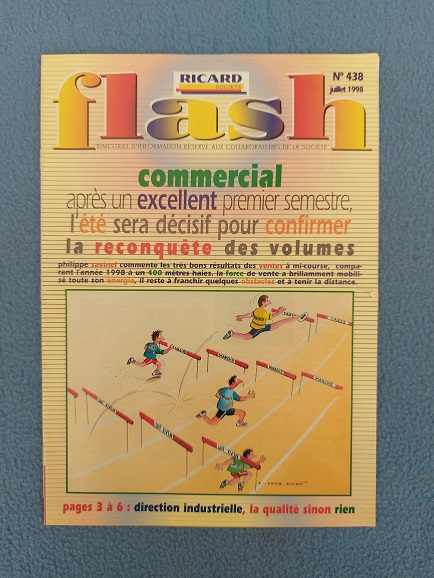 RICARD
SOCIÉTÉ
flash
N° 438
juillet 1998
BIMESTRIEL D'INFORMATION RÉSERVÉ AUX COLLABORATEURS DE LA SOCIÉTÉ
commercial
après un excellent premier semestre,
l'été sera décisif pour confirmer
la reconquête des volumes
philippe savinel commente les très bons résultats des ventes à mi-course, compa-
rant l'année 1998 à un 400 mètres haies. la force de vente a brillamment mobili-
sé toute son énergie, il reste à franchir quelques obstacles et à tenir la distance.
pages 3 à 6 : direction industrielle, la qualité sinon rien